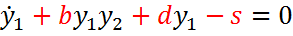 ẏ₁ + by₁y₂ + dy₁ − s = 0